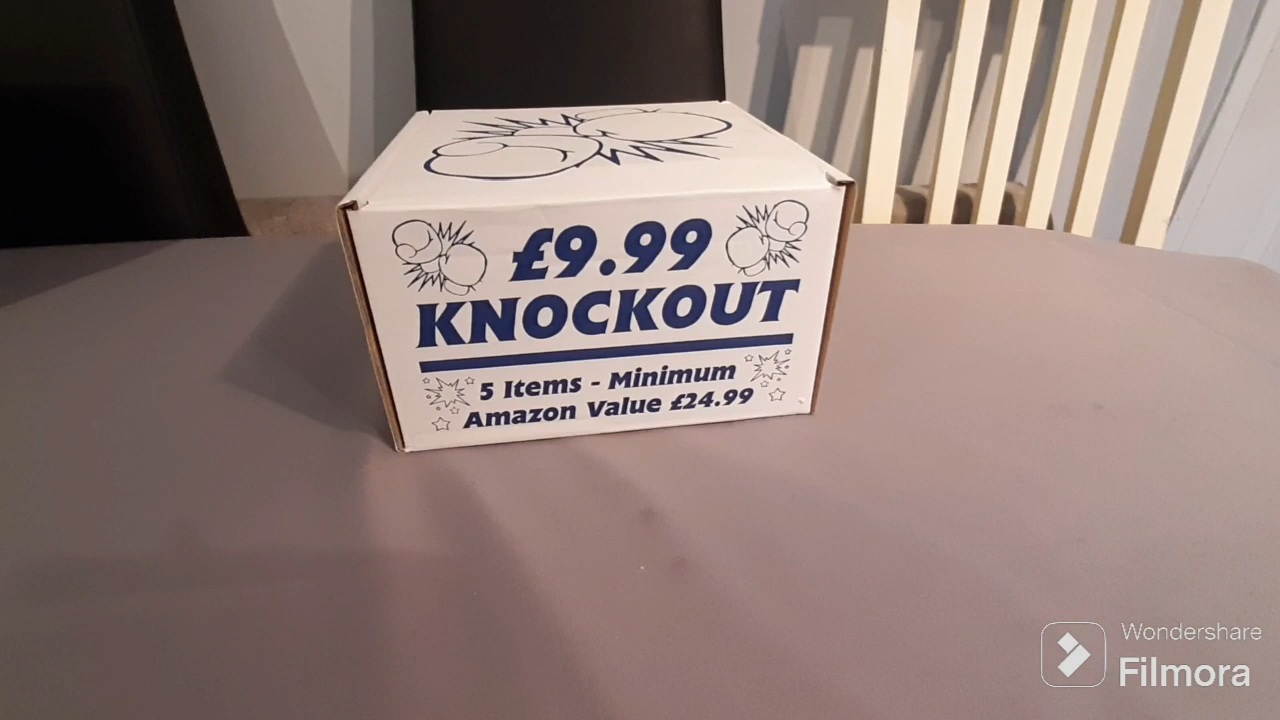 £9.99
KNOCKOUT
5 Items - Minimum
Amazon Value £24.99
Wondershare
Filmora